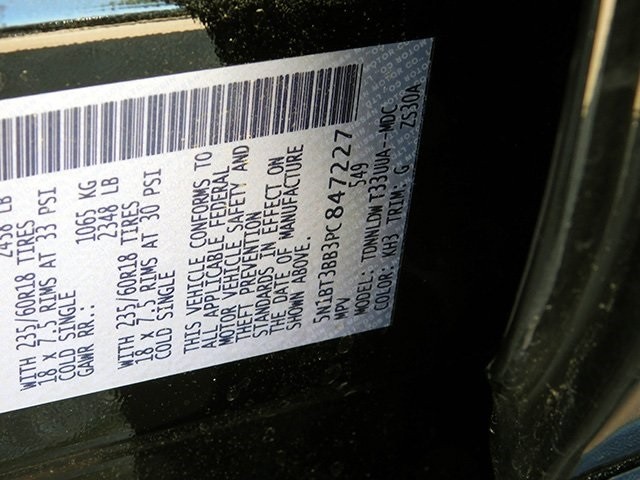 2458 LB
WITH 235/60R18 TIRES
18 X 7.5 RIMS AT 33 PSI
COLD SINGLE
GAWR RR.: 1065 KG
2348 LB
WITH 235/60R18 TIRES
18 X 7.5 RIMS AT 30 PSI
COLD SINGLE
THIS VEHICLE CONFORMS TO
ALL APPLICABLE FEDERAL
MOTOR VEHICLE SAFETY AND
THEFT PREVENTION
STANDARDS IN EFFECT ON
THE DATE OF MANUFACTURE
SHOWN ABOVE.
5N1BT3BB3PC847227
MPV 549
MODEL: TDNNLDWT33UUA--MDC
COLOR: KH3 TRIM: G ZS30A